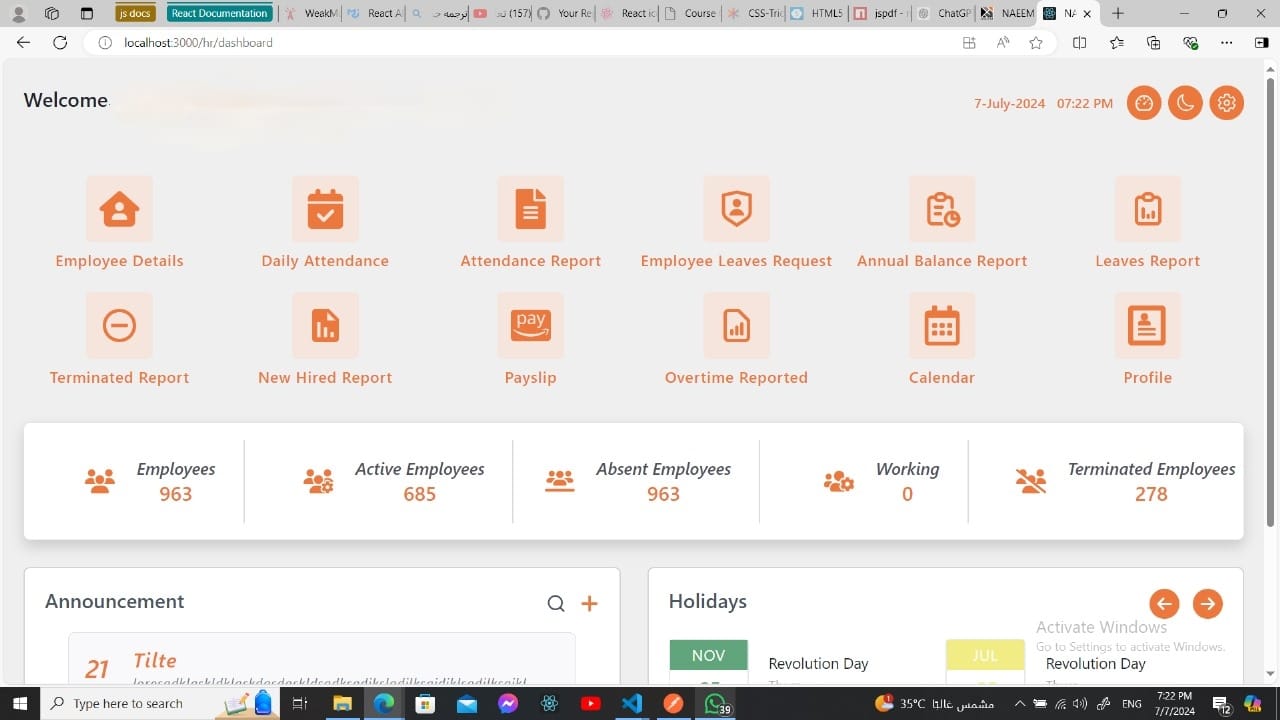 js docs React Documentation WeakM React A ترجمه (157) Your Re React ic Course CSS-Tric HTML5 jspdf - ChatGP NAEEM NA
localhost:3000/hr/dashboard
Welcome
7-July-2024 07:22 PM
Employee Details Daily Attendance Attendance Report Employee Leaves Request Annual Balance Report Leaves Report
pay
Terminated Report New Hired Report Payslip Overtime Reported Calendar Profile
Employees Active Employees Absent Employees Working Terminated Employees
963 685 963 0 278
Announcement Holidays
Activate Windows
Go to Settings to activate Windows.
21 Tilte NOV Revolution Day JUL Revolution Day
Type here to search 39 1 35°C مشمس غالبًا ENG 7:22 PM
7/7/2024 12